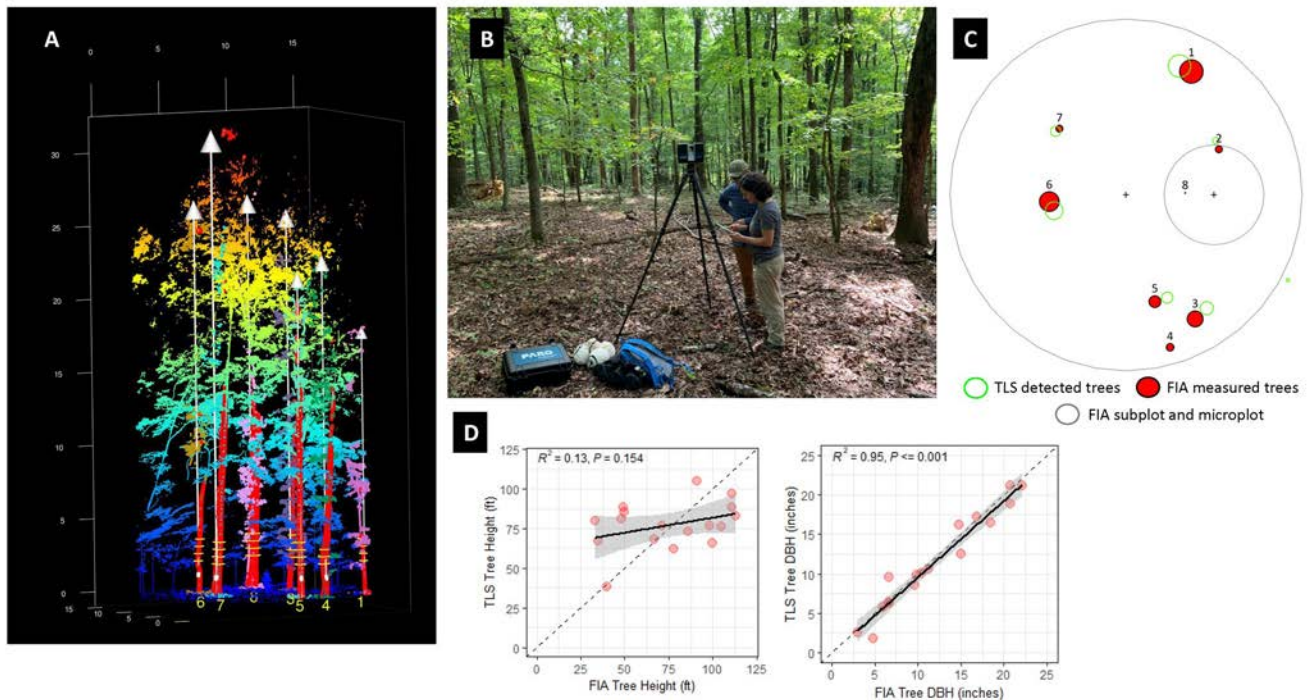 A
0
5
10
15
30
25
20
15
10
5
0
15
10
5
0
6
7
8
3
5
4
1
B
FARO
C
1
2
7
6
8
5
3
4
TLS detected trees
FIA measured trees
FIA subplot and microplot
D
R² = 0.13, P = 0.154
TLS Tree Height (ft)
125
100
75
50
25
0
0 25 50 75 100 125
FIA Tree Height (ft)
R² = 0.95, P <= 0.001
TLS Tree DBH (inches)
25
20
15
10
5
0
0 5 10 15 20 25
FIA Tree DBH (inches)